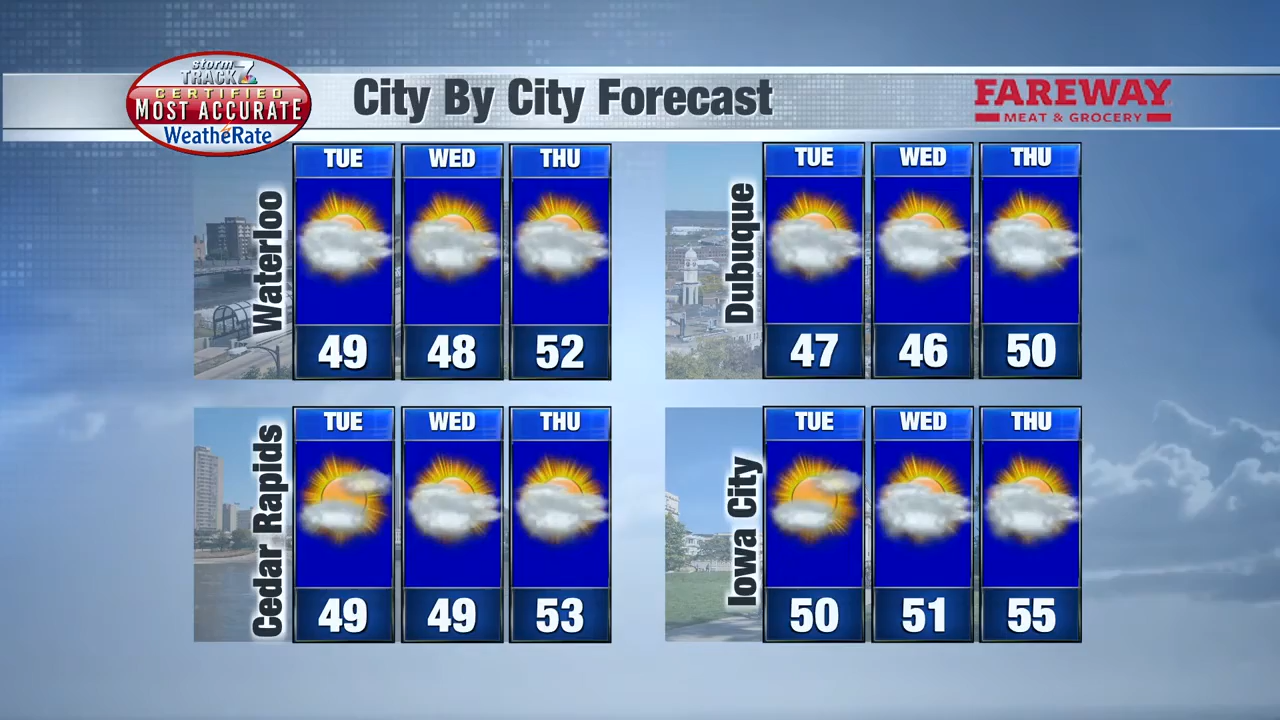 storm
TRACK 7
CERTIFIED
MOST ACCURATE
WeatheRate
City By City Forecast
FAREWAY
MEAT & GROCERY
Waterloo
TUE WED THU
49 48 52
Dubuque
TUE WED THU
47 46 50
Cedar Rapids
TUE WED THU
49 49 53
Iowa City
TUE WED THU
50 51 55